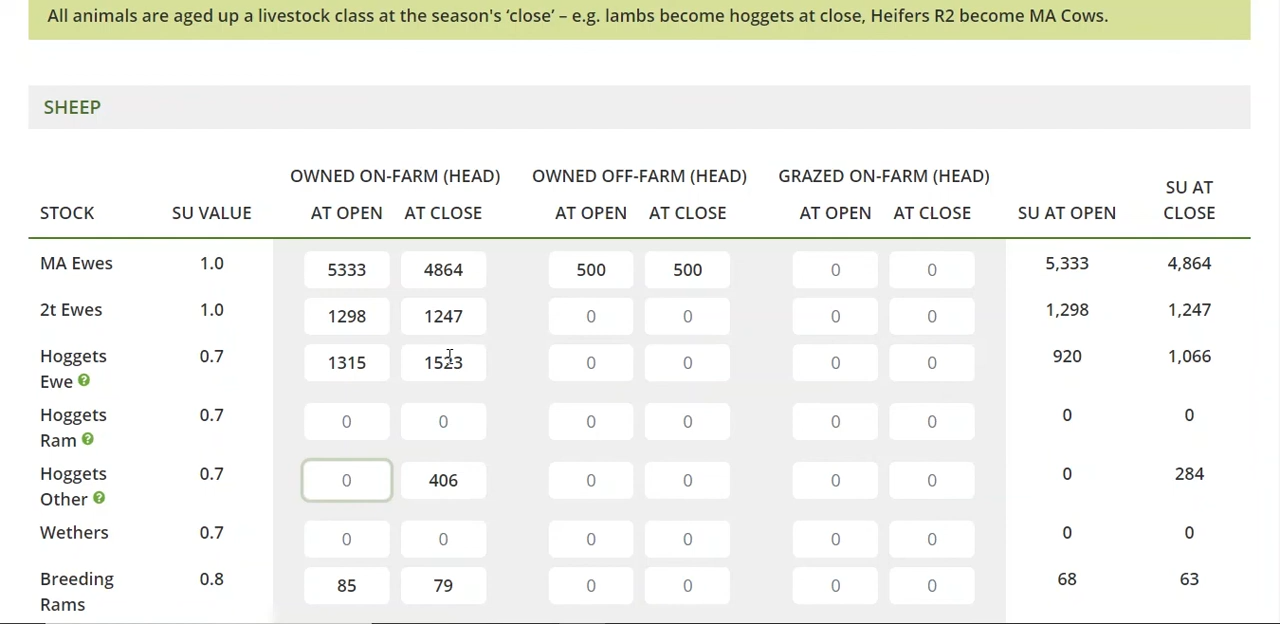 All animals are aged up a livestock class at the season's ‘close’ – e.g. lambs become hoggets at close, Heifers R2 become MA Cows.
SHEEP
OWNED ON-FARM (HEAD) OWNED OFF-FARM (HEAD) GRAZED ON-FARM (HEAD)
STOCK SU VALUE AT OPEN AT CLOSE AT OPEN AT CLOSE AT OPEN AT CLOSE SU AT OPEN SU AT CLOSE
MA Ewes 1.0 5333 4864 500 500 0 0 5,333 4,864
2t Ewes 1.0 1298 1247 0 0 0 0 1,298 1,247
Hoggets Ewe 0.7 1315 1523 0 0 0 0 920 1,066
Hoggets Ram 0.7 0 0 0 0 0 0 0 0
Hoggets Other 0.7 0 406 0 0 0 0 0 284
Wethers 0.7 0 0 0 0 0 0 0 0
Breeding Rams 0.8 85 79 0 0 0 0 68 63